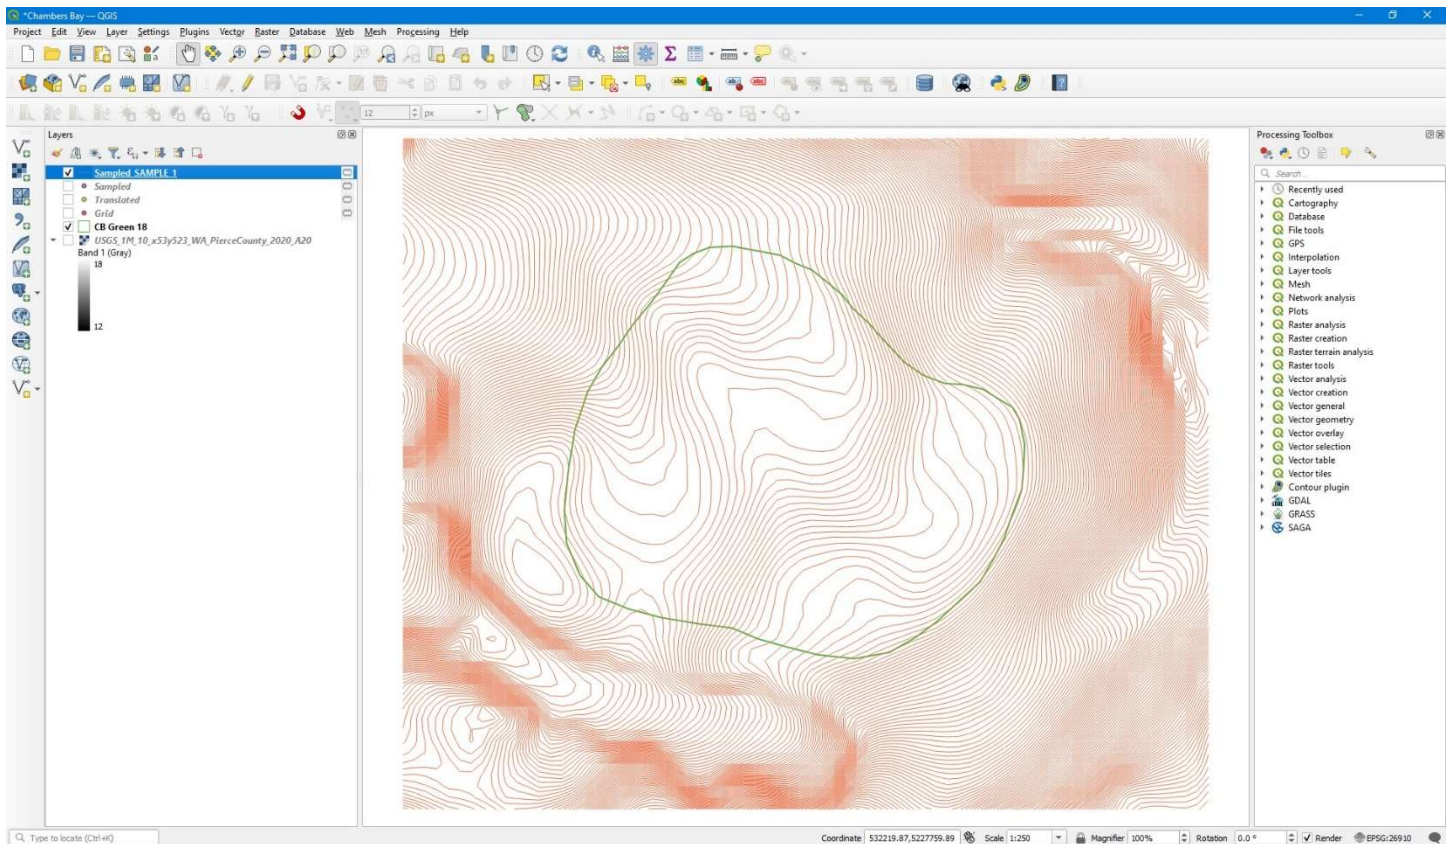 *Chambers Bay — QGIS
Project Edit View Layer Settings Plugins Vector Raster Database Web Mesh Processing Help
12 px
Layers
Sampled_SAMPLE_1
Sampled
Translated
Grid
CB Green 18
USGS_1M_10_x53y523_WA_PierceCounty_2020_A20
Band 1 (Gray)
18
12
Processing Toolbox
Search...
Recently used
Cartography
Database
File tools
GPS
Interpolation
Layer tools
Mesh
Network analysis
Plots
Raster analysis
Raster creation
Raster terrain analysis
Raster tools
Vector analysis
Vector creation
Vector general
Vector geometry
Vector overlay
Vector selection
Vector table
Vector tiles
Contour plugin
GDAL
GRASS
SAGA
Type to locate (Ctrl+K) Coordinate 532219.87,5227759.89 Scale 1:250 Magnifier 100% Rotation 0.0 ° Render EPSG:26910